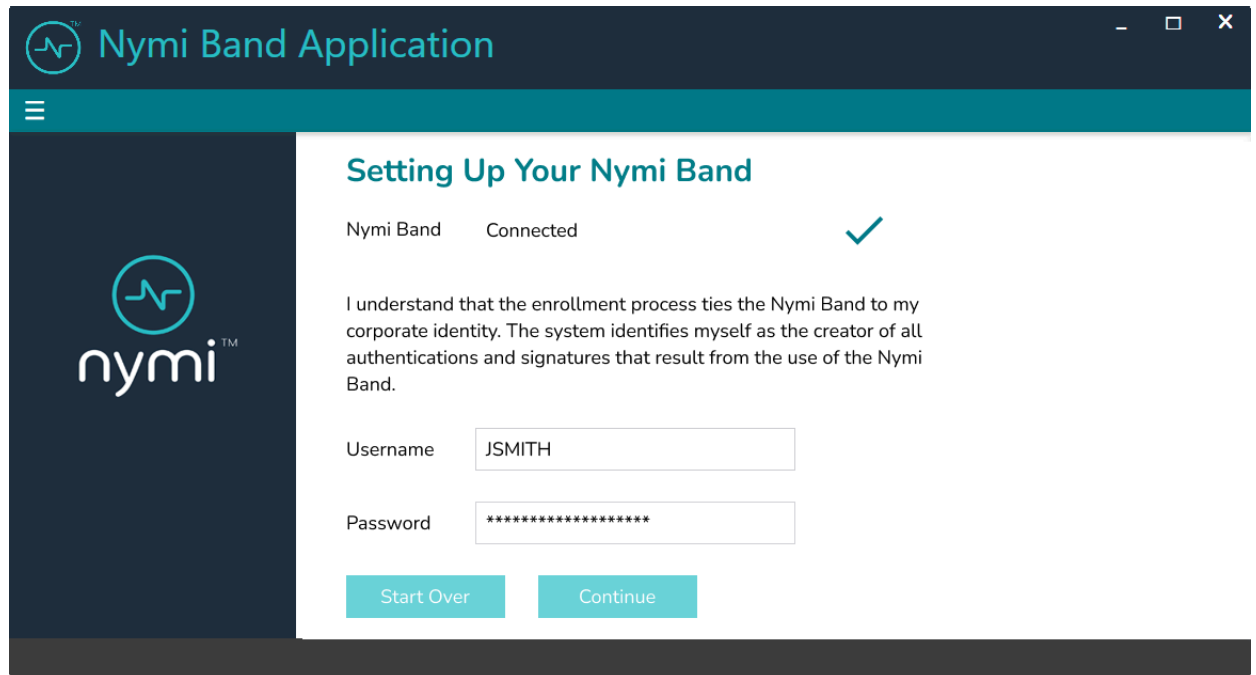 Nymi Band Application
TM
Setting Up Your Nymi Band
Nymi Band Connected
I understand that the enrollment process ties the Nymi Band to my
corporate identity. The system identifies myself as the creator of all
authentications and signatures that result from the use of the Nymi
Band.
nymi TM
Username JSMITH
Password *******************
Start Over Continue